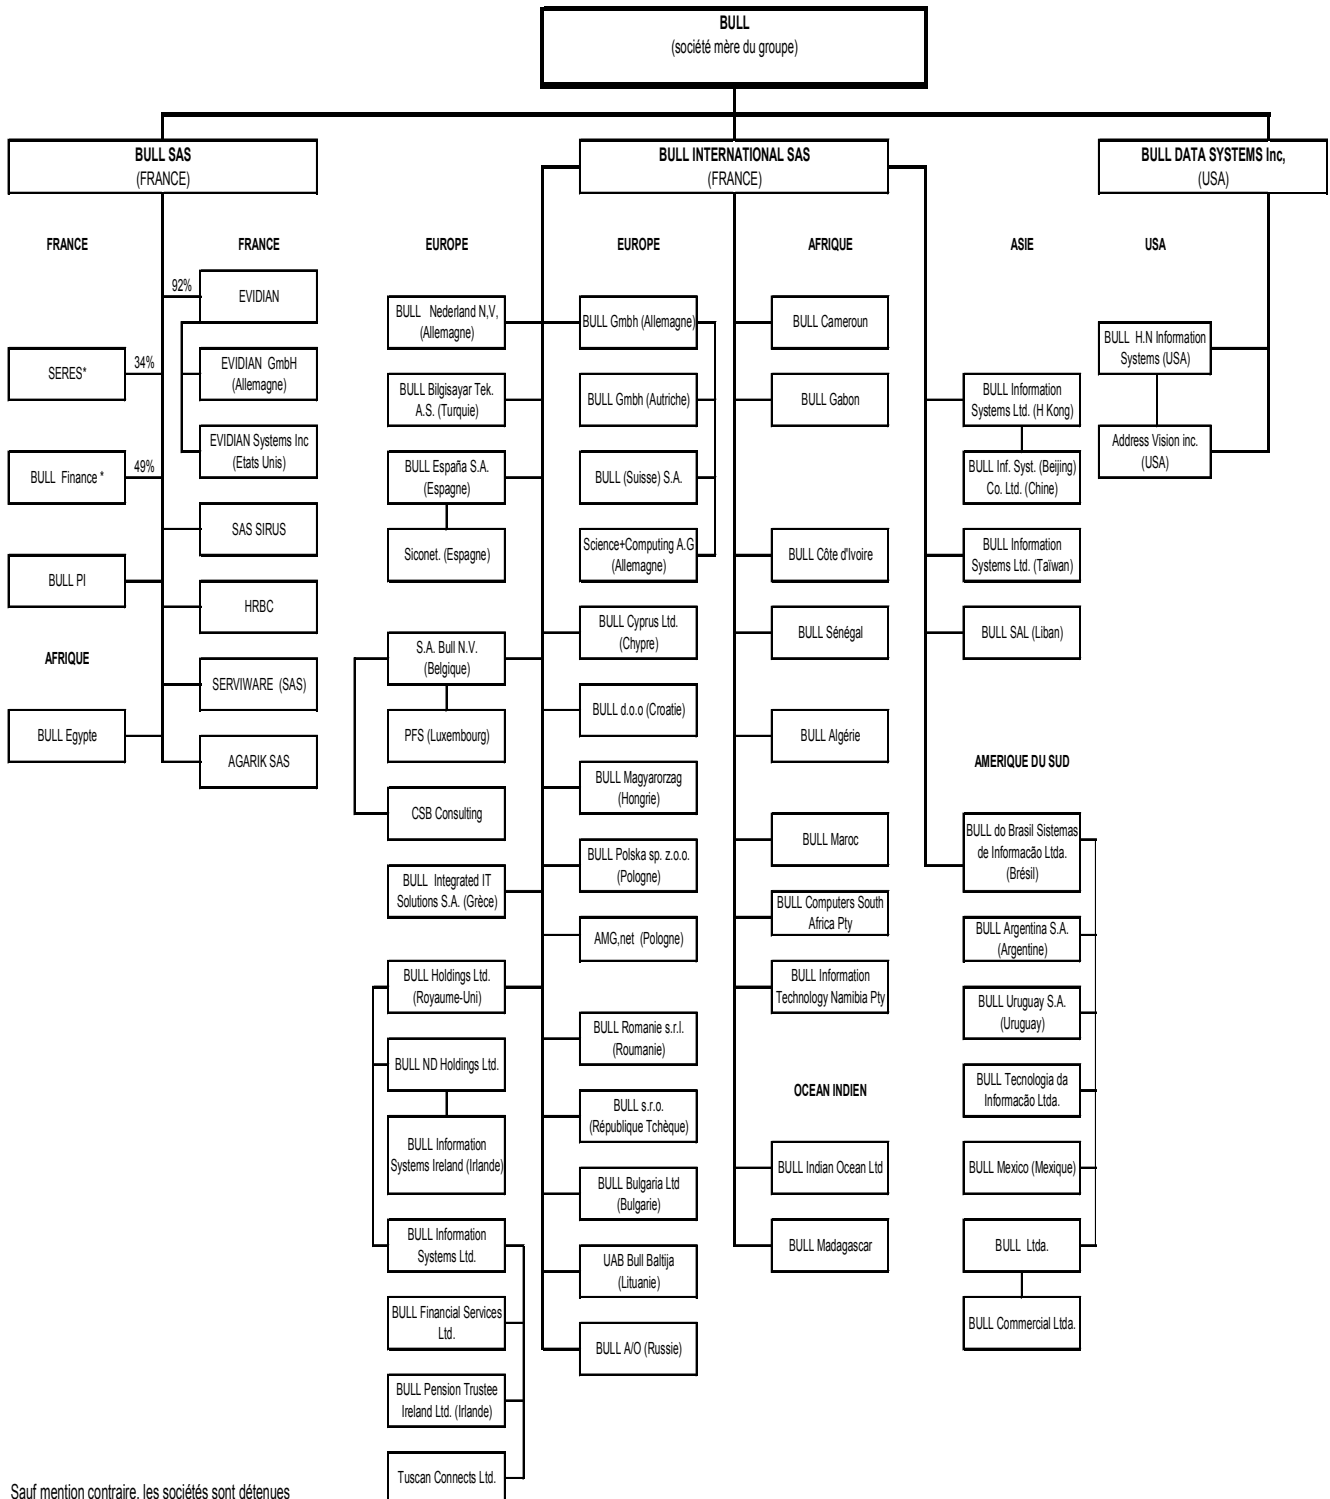 BULL
(société mère du groupe)
BULL SAS
(FRANCE)
BULL INTERNATIONAL SAS
(FRANCE)
BULL DATA SYSTEMS Inc,
(USA)
FRANCE
FRANCE
EUROPE
EUROPE
AFRIQUE
ASIE
USA
92%
EVIDIAN
34%
SERES*
EVIDIAN GmbH
(Allemagne)
EVIDIAN Systems Inc
(Etats Unis)
49%
BULL Finance *
SAS SIRUS
BULL PI
HRBC
AFRIQUE
SERVIWARE (SAS)
BULL Egypte
AGARIK SAS
BULL Nederland N,V,
(Allemagne)
BULL Bilgisayar Tek.
A.S. (Turquie)
BULL España S.A.
(Espagne)
Siconet. (Espagne)
S.A. Bull N.V.
(Belgique)
PFS (Luxembourg)
CSB Consulting
BULL Integrated IT
Solutions S.A. (Grèce)
BULL Holdings Ltd.
(Royaume-Uni)
BULL ND Holdings Ltd.
BULL Information
Systems Ireland (Irlande)
BULL Information
Systems Ltd.
BULL Financial Services
Ltd.
BULL Pension Trustee
Ireland Ltd. (Irlande)
Tuscan Connects Ltd.
BULL Gmbh (Allemagne)
BULL Gmbh (Autriche)
BULL (Suisse) S.A.
Science+Computing A.G
(Allemagne)
BULL Cyprus Ltd.
(Chypre)
BULL d.o.o (Croatie)
BULL Magyarorzag
(Hongrie)
BULL Polska sp. z.o.o.
(Pologne)
AMG,net (Pologne)
BULL Romanie s.r.l.
(Roumanie)
BULL s.r.o.
(République Tchèque)
BULL Bulgaria Ltd
(Bulgarie)
UAB Bull Baltija
(Lituanie)
BULL A/O (Russie)
BULL Cameroun
BULL Gabon
BULL Côte d'Ivoire
BULL Sénégal
BULL Algérie
BULL Maroc
BULL Computers South
Africa Pty
BULL Information
Technology Namibia Pty
OCEAN INDIEN
BULL Indian Ocean Ltd
BULL Madagascar
BULL Information
Systems Ltd. (H Kong)
BULL Inf. Syst. (Beijing)
Co. Ltd. (Chine)
BULL Information
Systems Ltd. (Taïwan)
BULL SAL (Liban)
AMERIQUE DU SUD
BULL do Brasil Sistemas
de Informacão Ltda.
(Brésil)
BULL Argentina S.A.
(Argentine)
BULL Uruguay S.A.
(Uruguay)
BULL Tecnologia da
Informacão Ltda.
BULL Mexico (Mexique)
BULL Ltda.
BULL Commercial Ltda.
BULL H.N Information
Systems (USA)
Address Vision inc.
(USA)
Sauf mention contraire, les sociétés sont détenues